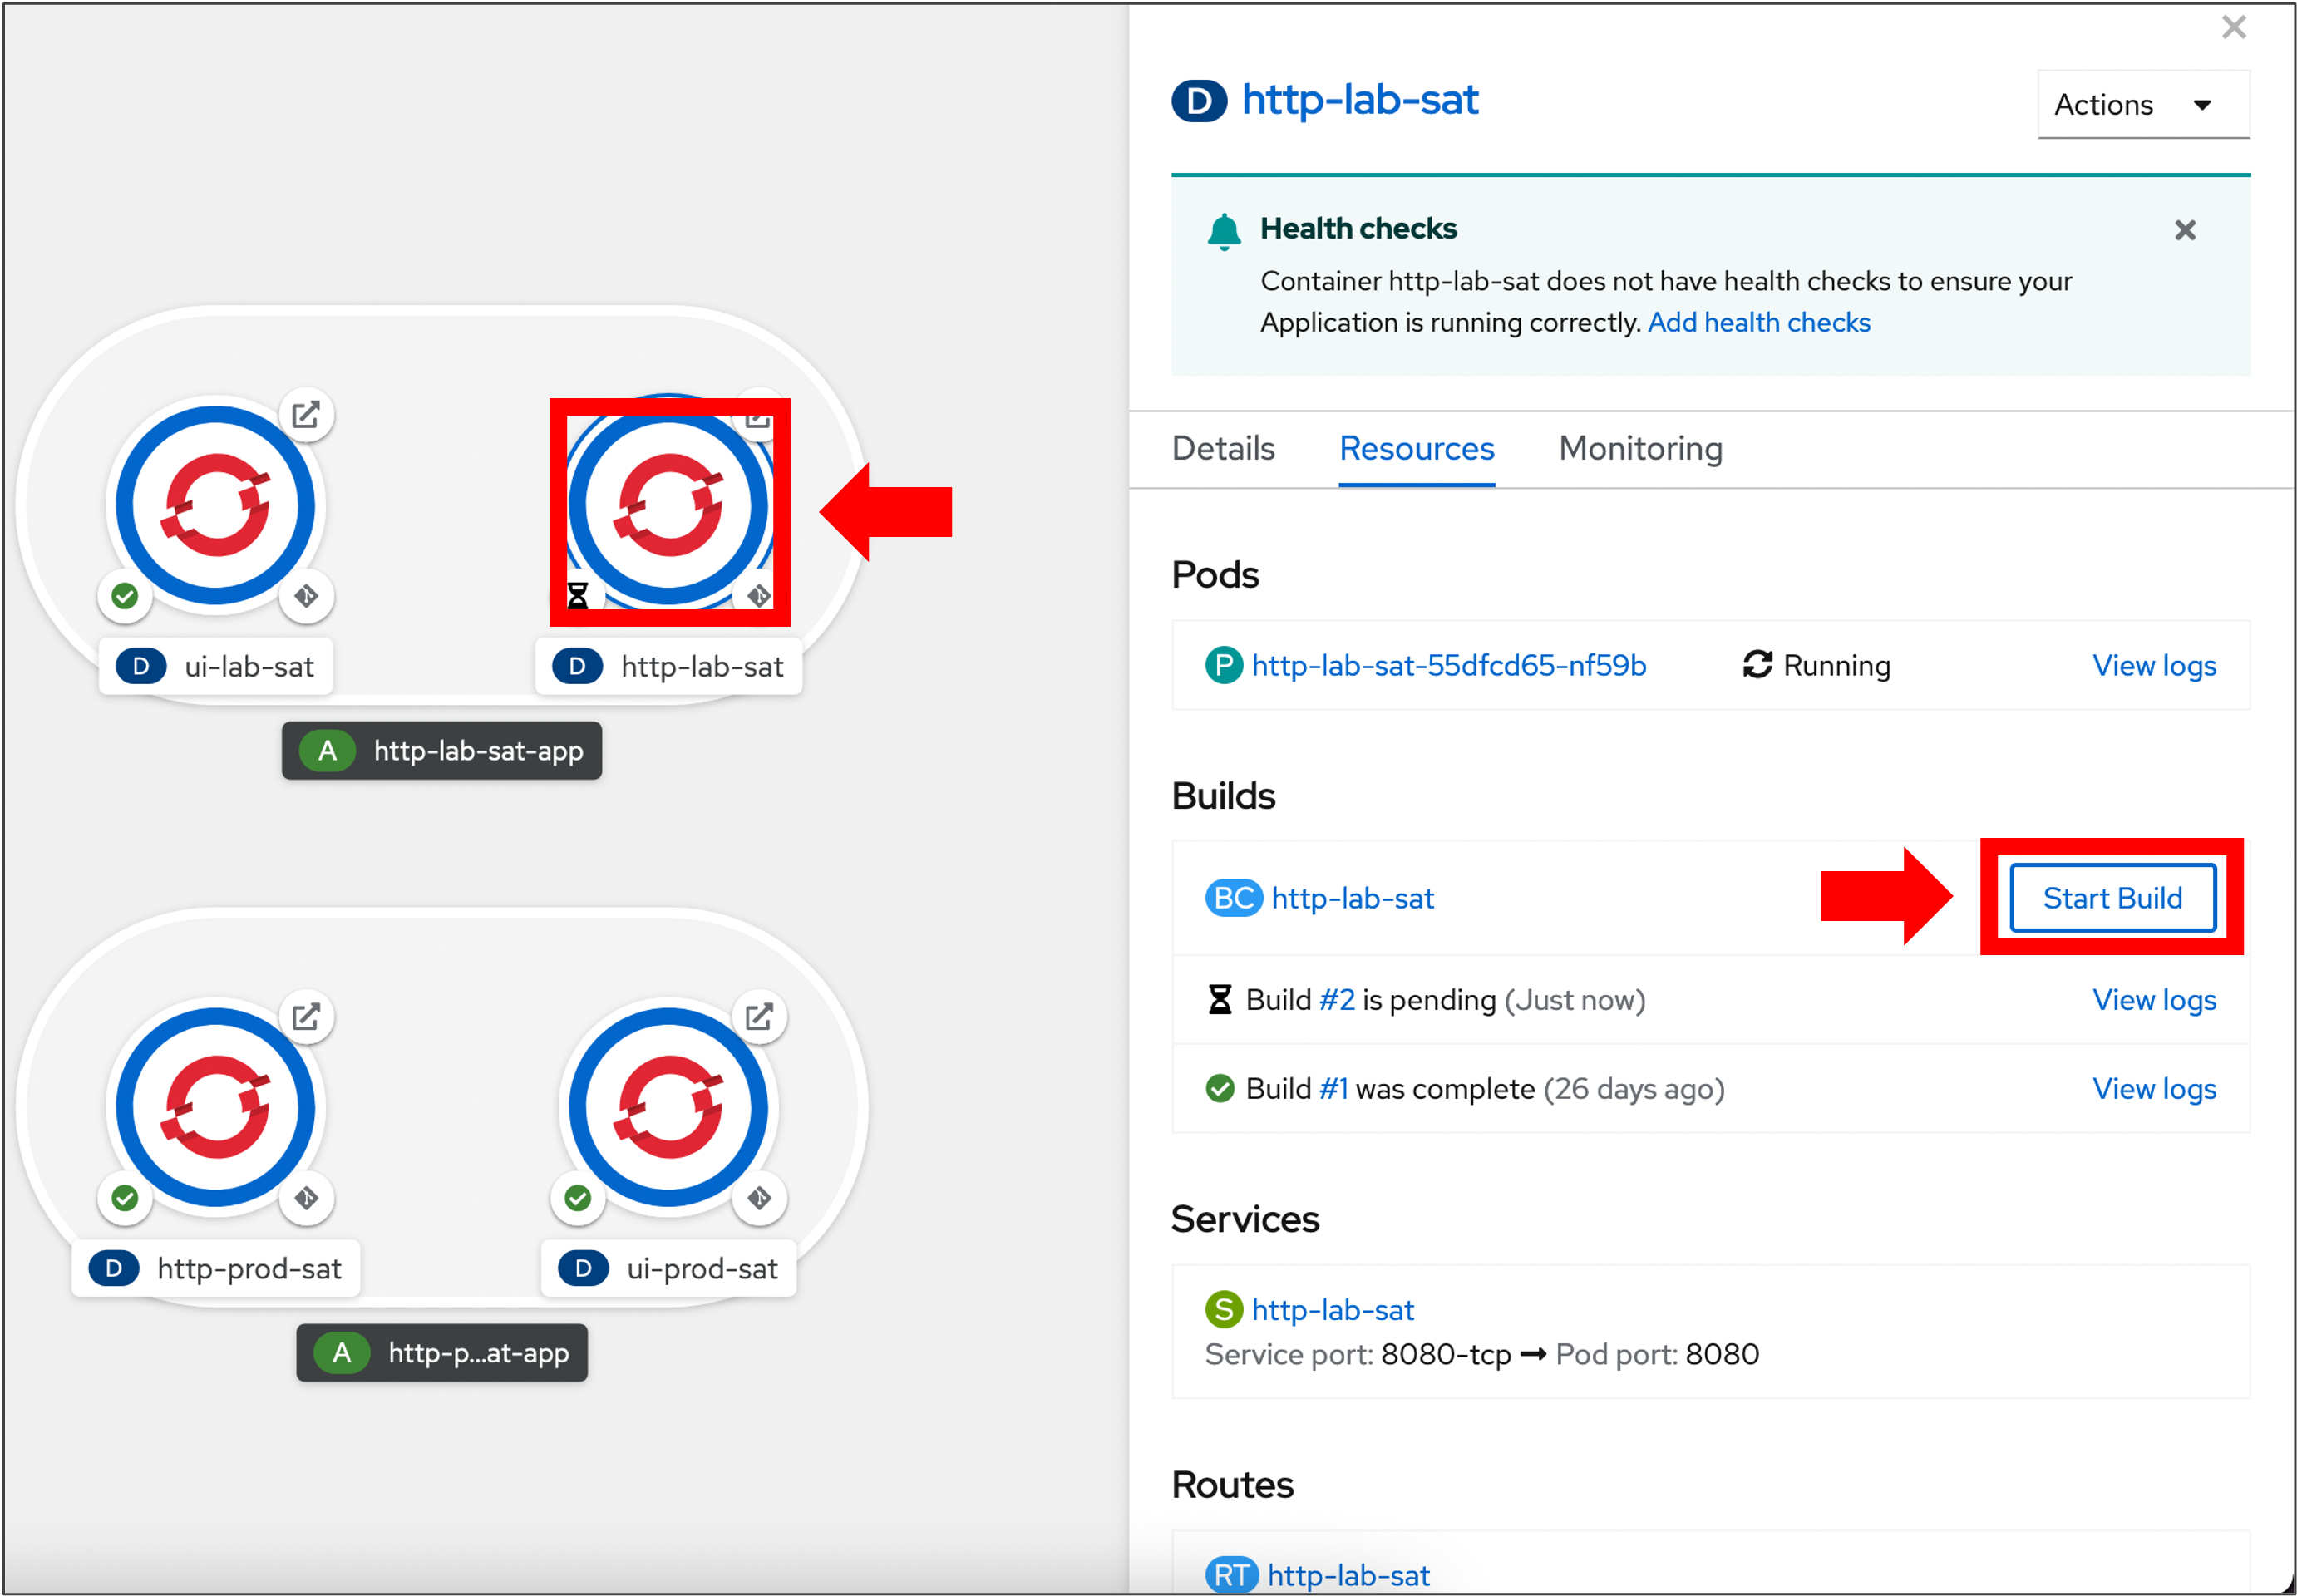 D ui-lab-sat
D http-lab-sat
A http-lab-sat-app
D http-prod-sat
D ui-prod-sat
A http-p...at-app
D http-lab-sat
Actions
Health checks
Container http-lab-sat does not have health checks to ensure your
Application is running correctly. Add health checks
Details Resources Monitoring
Pods
P http-lab-sat-55dfcd65-nf59b Running View logs
Builds
BC http-lab-sat Start Build
Build #2 is pending (Just now) View logs
Build #1 was complete (26 days ago) View logs
Services
S http-lab-sat
Service port: 8080-tcp → Pod port: 8080
Routes
RT http-lab-sat